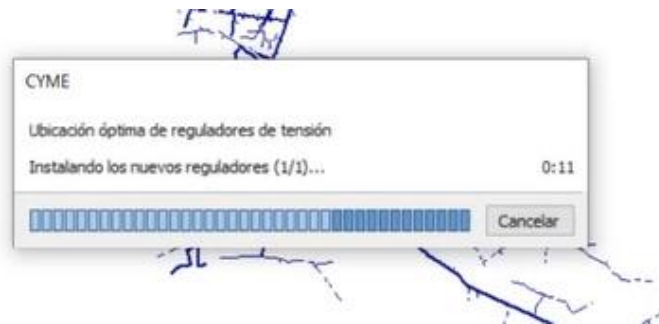 CYME
Ubicación óptima de reguladores de tensión
Instalando los nuevos reguladores (1/1)... 0:11
Cancelar